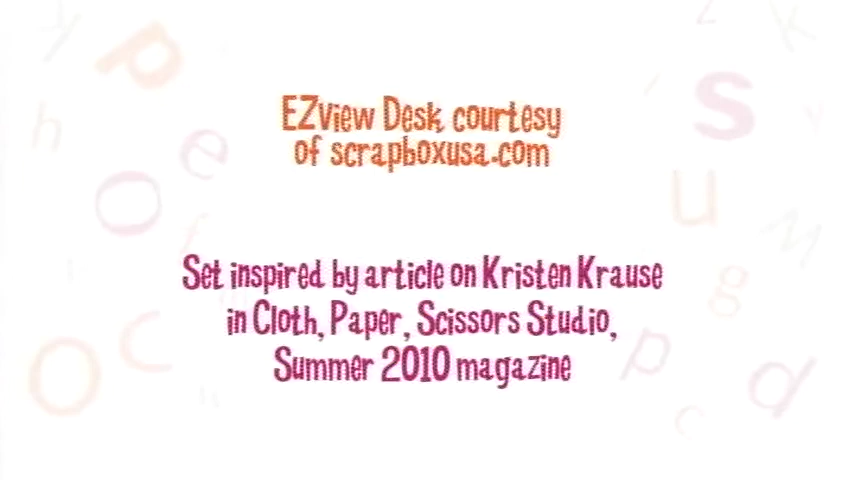 EZview Desk courtesy
of scrapboxusa.com
Set inspired by article on Kristen Krause
in Cloth, Paper, Scissors Studio,
Summer 2010 magazine